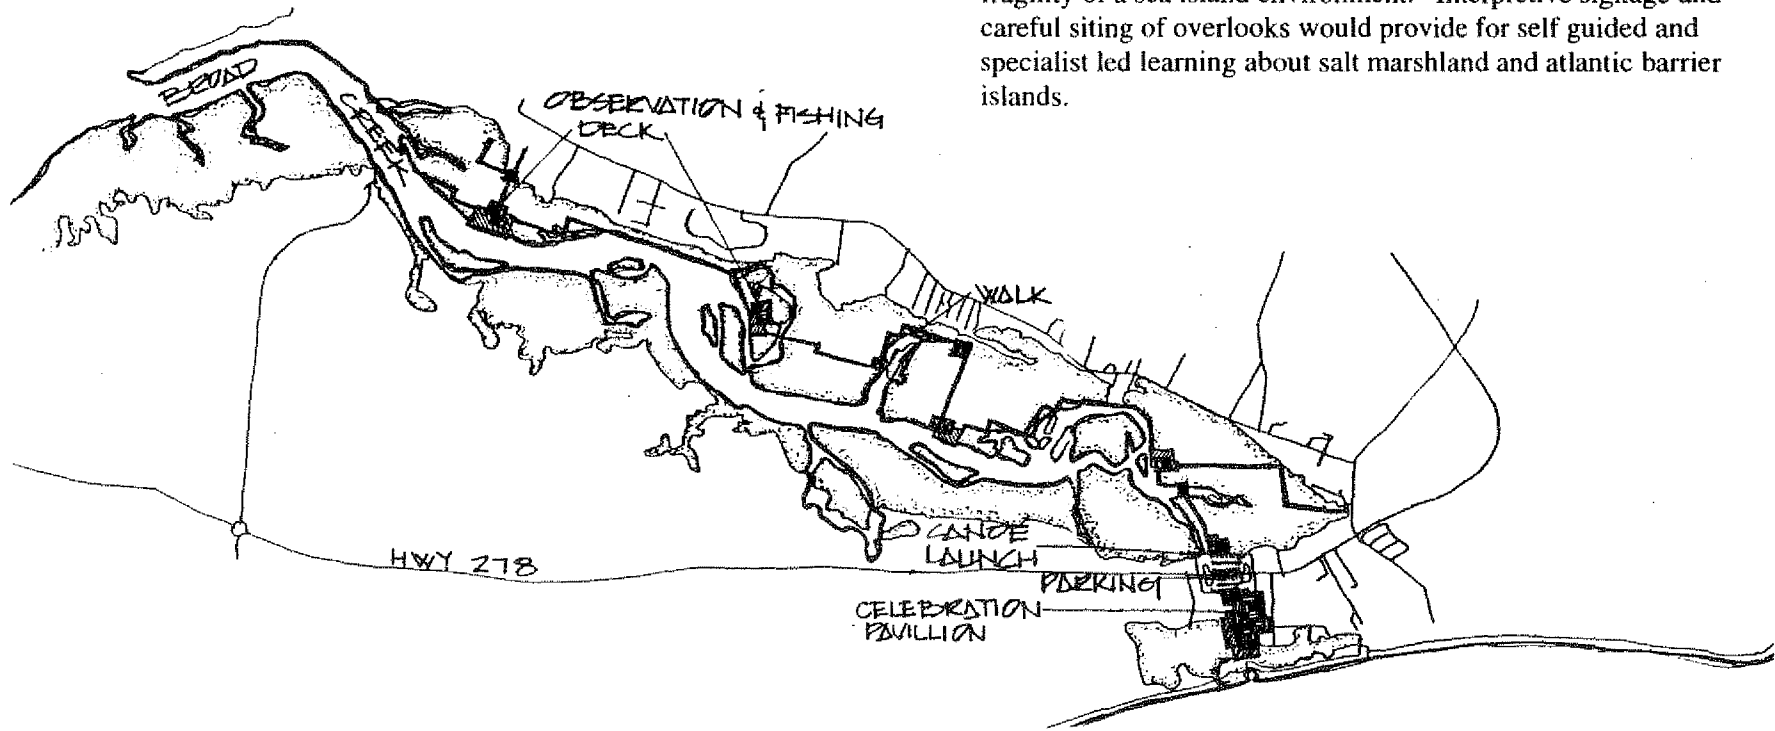 careful siting of overlooks would provide for self guided and
specialist led learning about salt marshland and atlantic barrier
islands.
BROAD
CREEK
OBSERVATION & FISHING
DECK
WALK
CANOE
LAUNCH
HWY 278
PARKING
CELEBRATION
PAVILLION